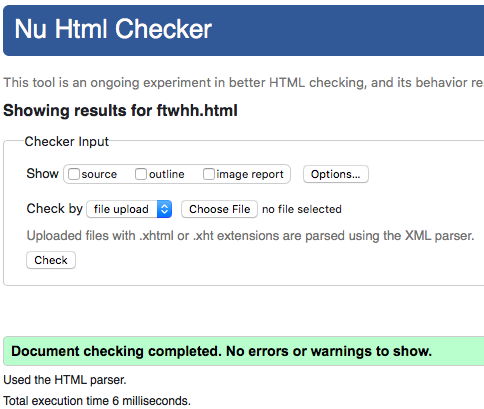 Nu Html Checker
This tool is an ongoing experiment in better HTML checking, and its behavior re
Showing results for ftwhh.html
Checker Input
Show source outline image report Options...
Check by file upload Choose File no file selected
Uploaded files with .xhtml or .xht extensions are parsed using the XML parser.
Check
Document checking completed. No errors or warnings to show.
Used the HTML parser.
Total execution time 6 milliseconds.